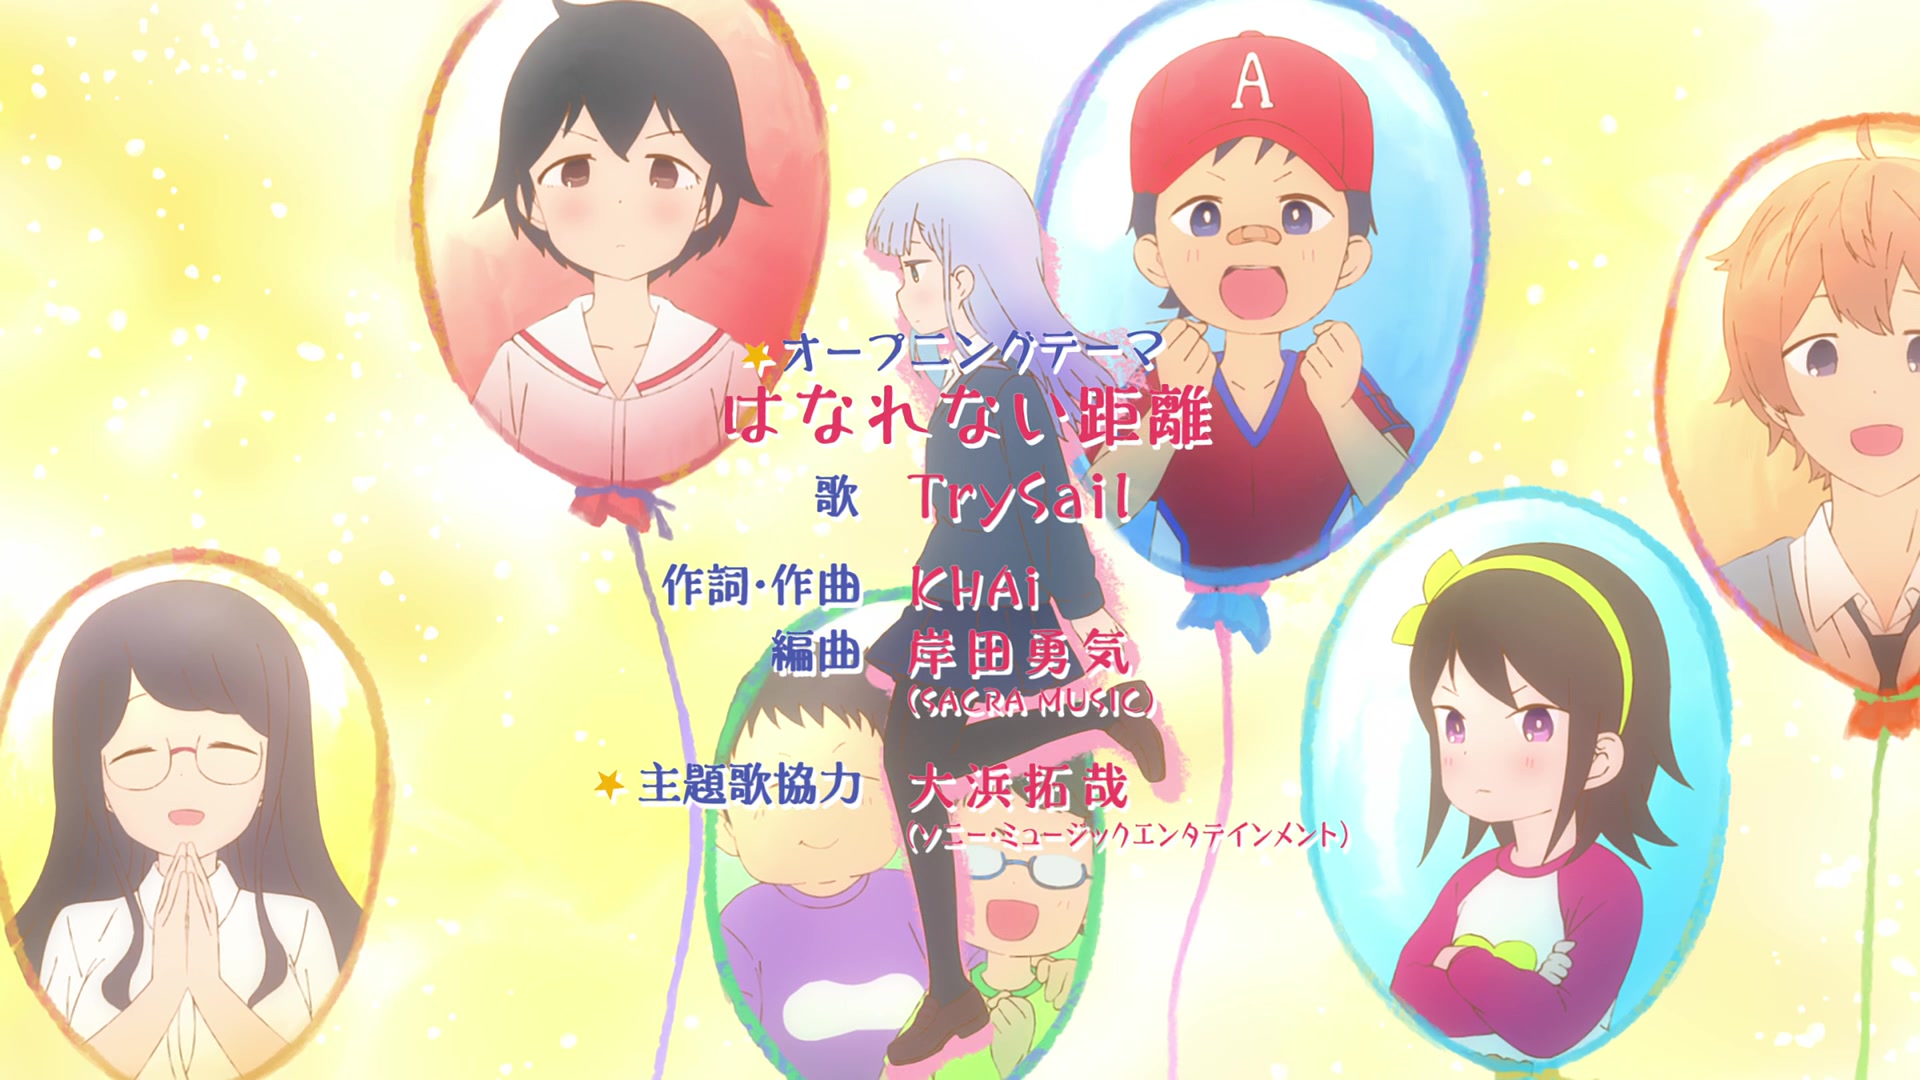 A
★オープニングテーマ
はなれない距離
歌 TrySail
作詞・作曲 KHAi
編曲 岸田勇気
(SACRA MUSIC)
★主題歌協力 大浜拓哉
(ソニー・ミュージックエンタテインメント)